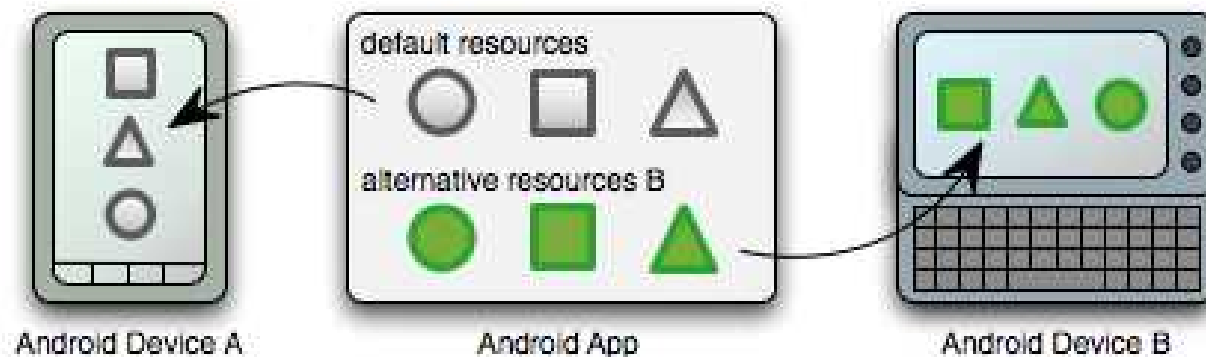 default resources
alternative resources B
Android Device A
Android App
Android Device B